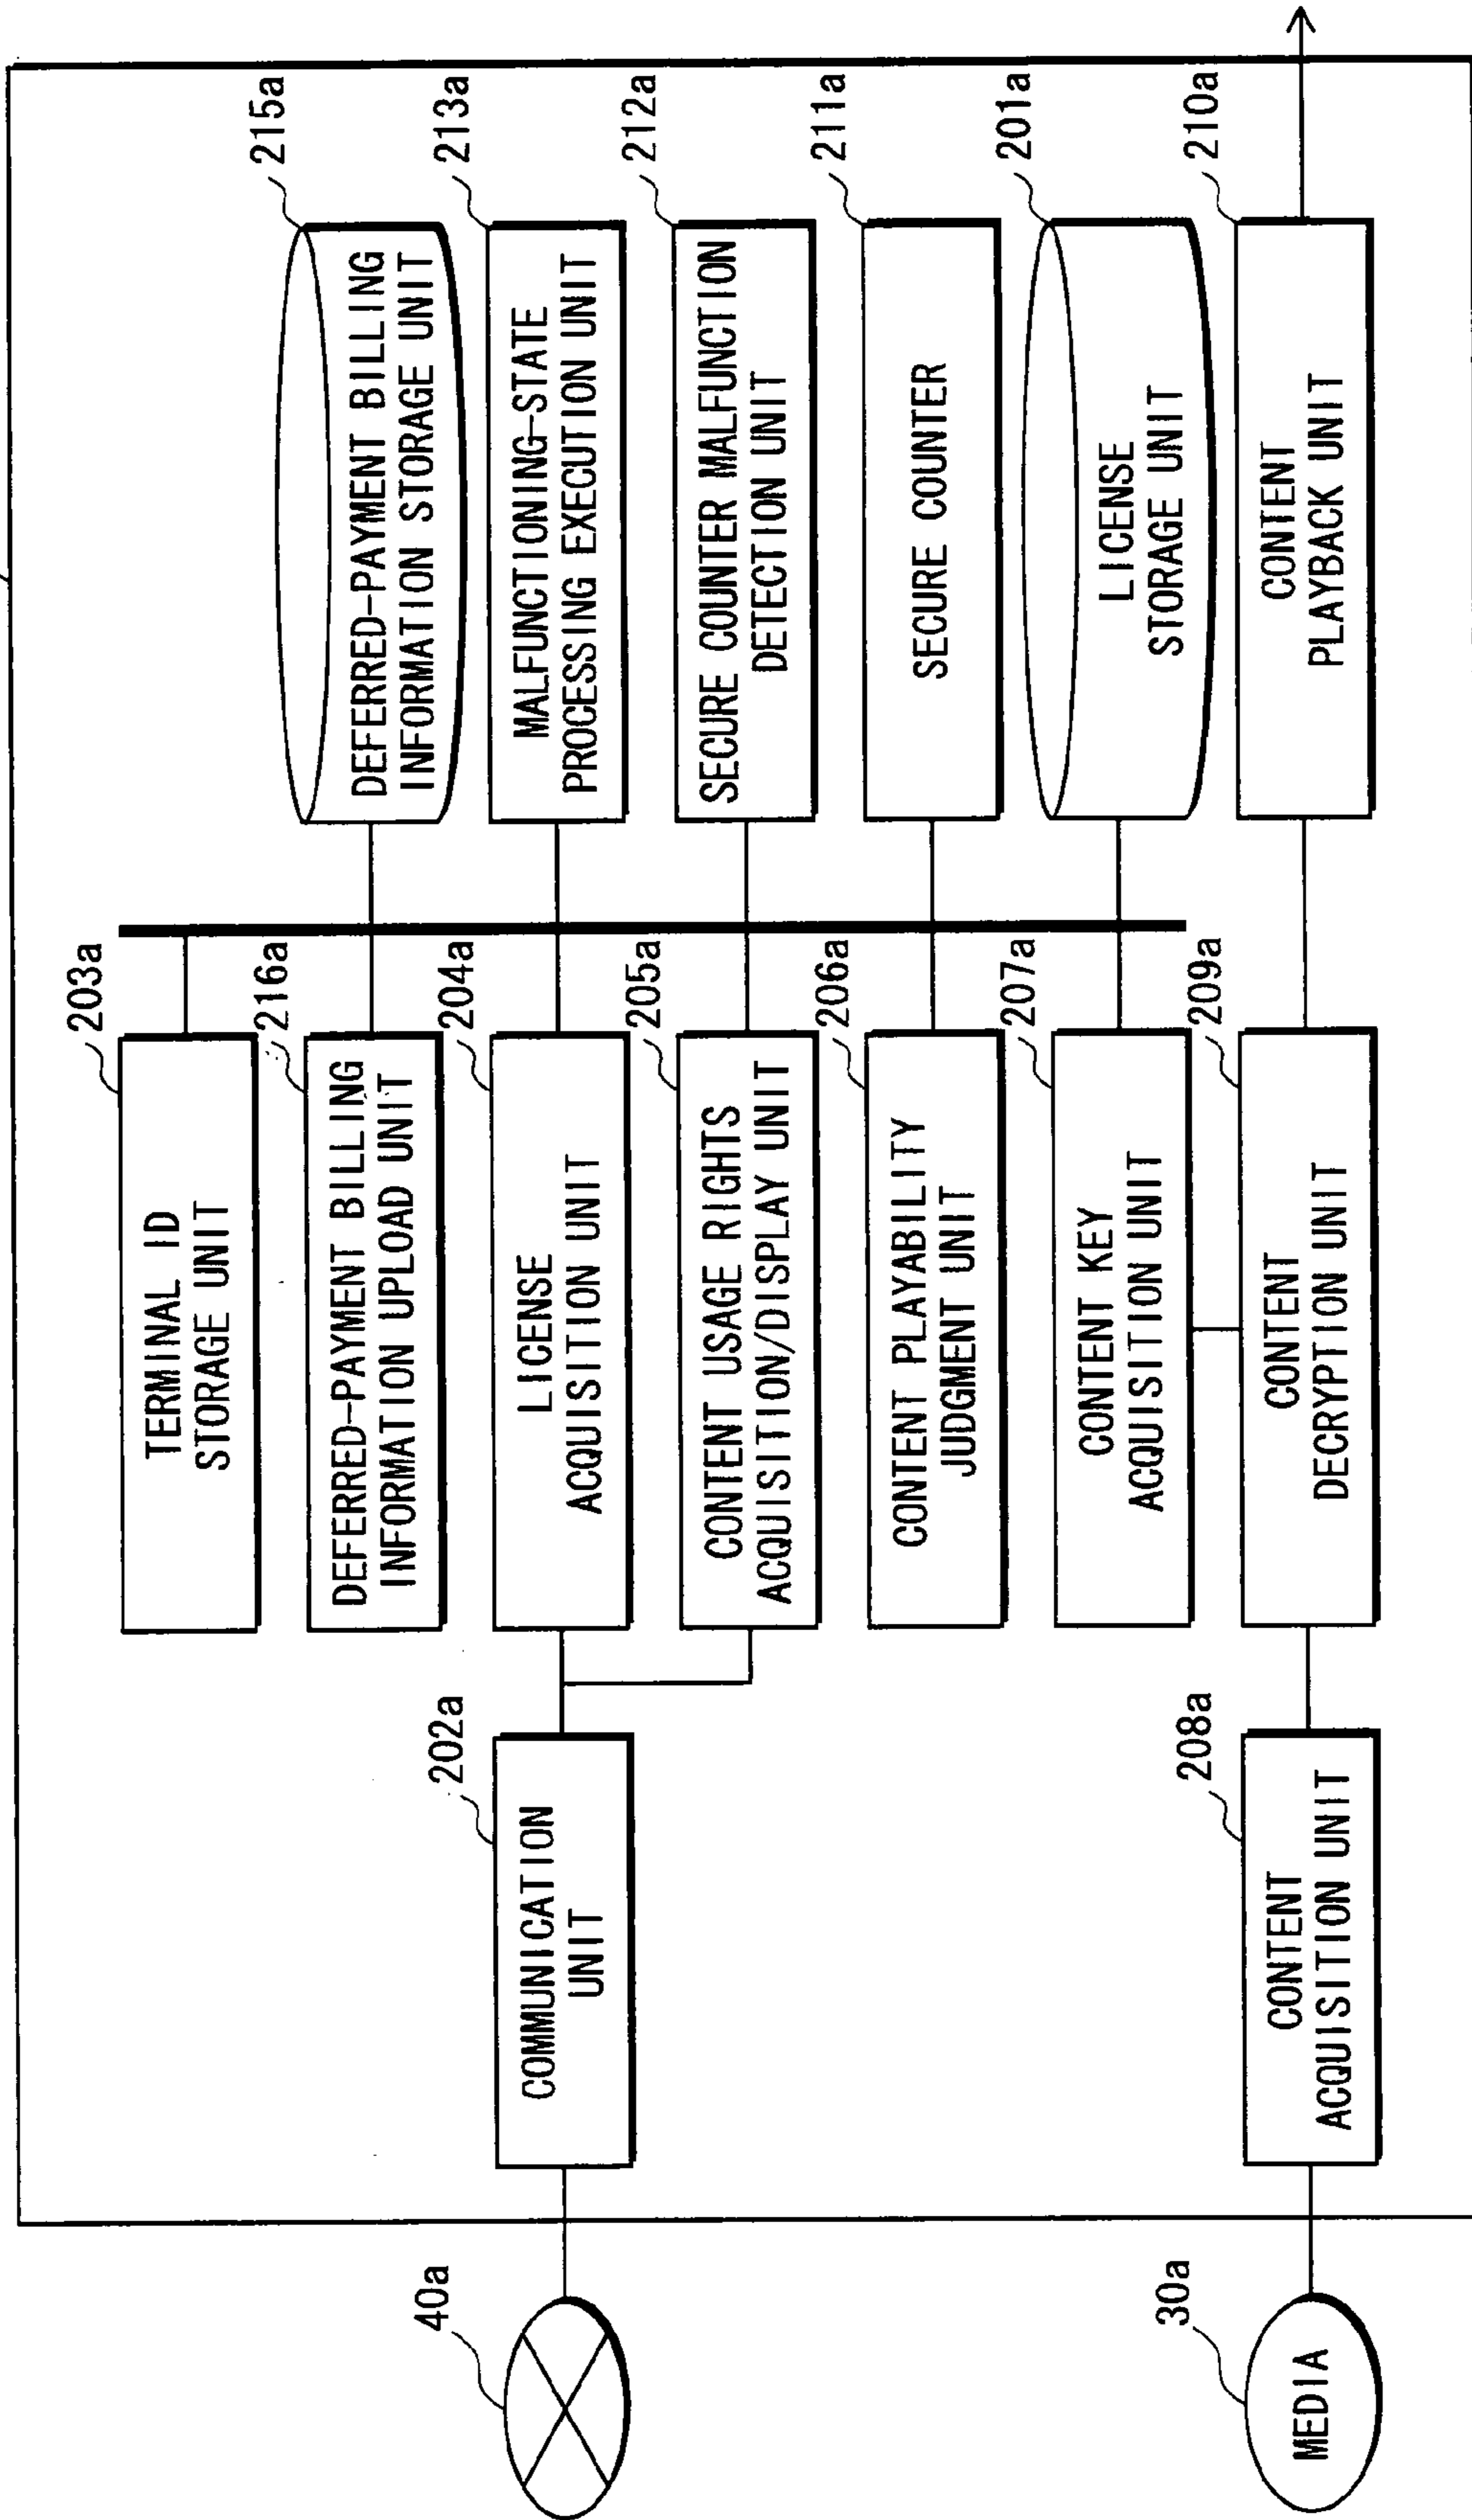 203a
TERMINAL ID
STORAGE UNIT
216a
DEFERRED-PAYMENT BILLING
INFORMATION UPLOAD UNIT
215a
DEFERRED-PAYMENT BILLING
INFORMATION STORAGE UNIT
40a
202a
COMMUNICATION
UNIT
204a
LICENSE
ACQUISITION UNIT
213a
MALFUNCTIONING-STATE
PROCESSING EXECUTION UNIT
205a
CONTENT USAGE RIGHTS
ACQUISITION/DISPLAY UNIT
212a
SECURE COUNTER MALFUNCTION
DETECTION UNIT
206a
CONTENT PLAYABILITY
JUDGMENT UNIT
211a
SECURE COUNTER
207a
CONTENT KEY
ACQUISITION UNIT
201a
LICENSE
STORAGE UNIT
30a
MEDIA
208a
CONTENT
ACQUISITION UNIT
209a
CONTENT
DECRYPTION UNIT
210a
CONTENT
PLAYBACK UNIT